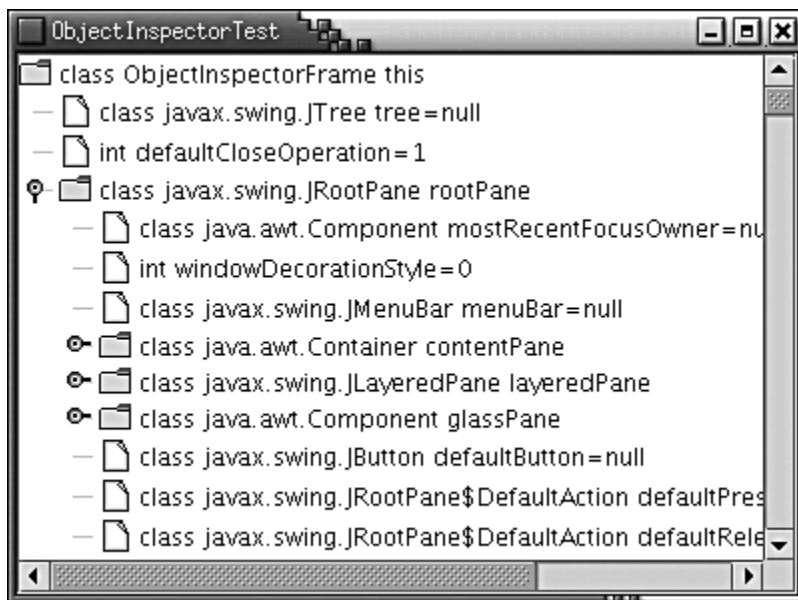 ObjectInspectorTest
class ObjectInspectorFrame this
class javax.swing.JTree tree=null
int defaultCloseOperation=1
class javax.swing.JRootPane rootPane
class java.awt.Component mostRecentFocusOwner=nu
int windowDecorationStyle=0
class javax.swing.JMenuBar menuBar=null
class java.awt.Container contentPane
class javax.swing.JLayeredPane layeredPane
class java.awt.Component glassPane
class javax.swing.JButton defaultButton=null
class javax.swing.JRootPane$DefaultAction defaultPres
class javax.swing.JRootPane$DefaultAction defaultRele